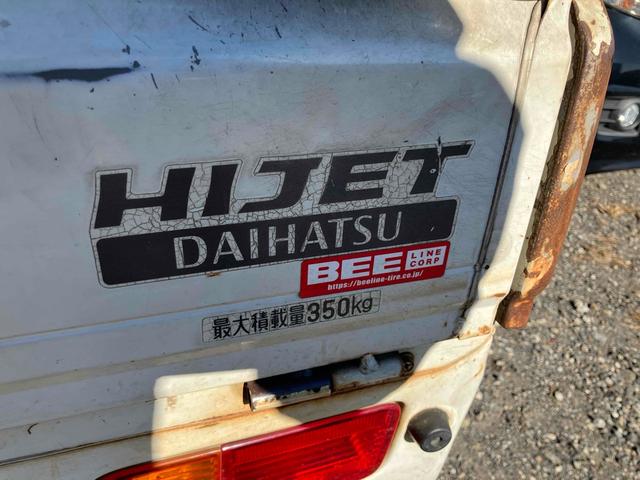 HIJET
DAIHATSU
BEE LINE CORP
https://beeline-tire.co.jp/
最大積載量350kg